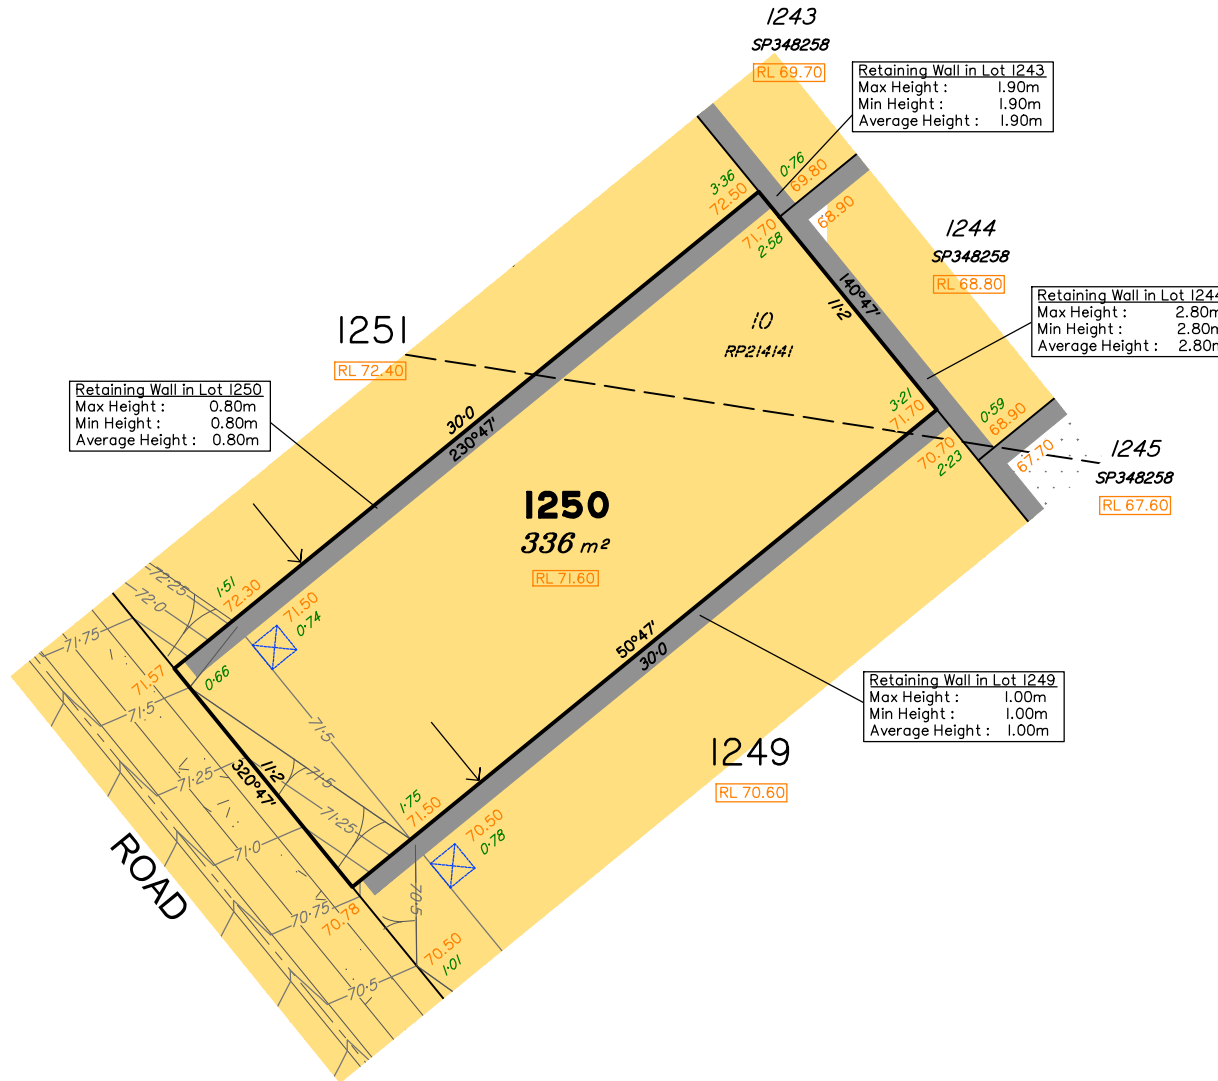 1243
SP348258
RL 69.70
Retaining Wall in Lot 1243
Max Height : 1.90m
Min Height : 1.90m
Average Height : 1.90m
3·36
72.50
0·76
69.80
68.90
71.70
2·58
1244
SP348258
RL 68.80
140°47'
11·2
Retaining Wall in Lot 1244
Max Height : 2.80m
Min Height : 2.80m
Average Height : 2.80m
10
RP214141
1251
RL 72.40
Retaining Wall in Lot 1250
Max Height : 0.80m
Min Height : 0.80m
Average Height : 0.80m
30·0
230°47'
3·21
71.70
0·59
68.90
70.70
2·23
67.70
1245
SP348258
RL 67.60
1250
336 m²
RL 71.60
72·25
72·0
1·51
72.30
71.50
0·74
71·75
71.57
0·66
71·5
50°47'
30·0
Retaining Wall in Lot 1249
Max Height : 1.00m
Min Height : 1.00m
Average Height : 1.00m
71·5
71·5
71·25
11·2
320°47'
71·25
1249
RL 70.60
1·75
71.50
70.50
0·78
71·0
ROAD
70·75
70.78
70·5
70.50
1·01
70·5